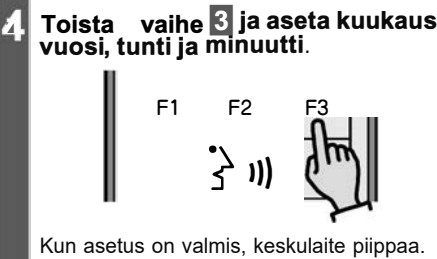 4 Toista vaihe 3 ja aseta kuukaus
vuosi, tunti ja minuutti.
F1 F2 F3
Kun asetus on valmis, keskulaite piippaa.